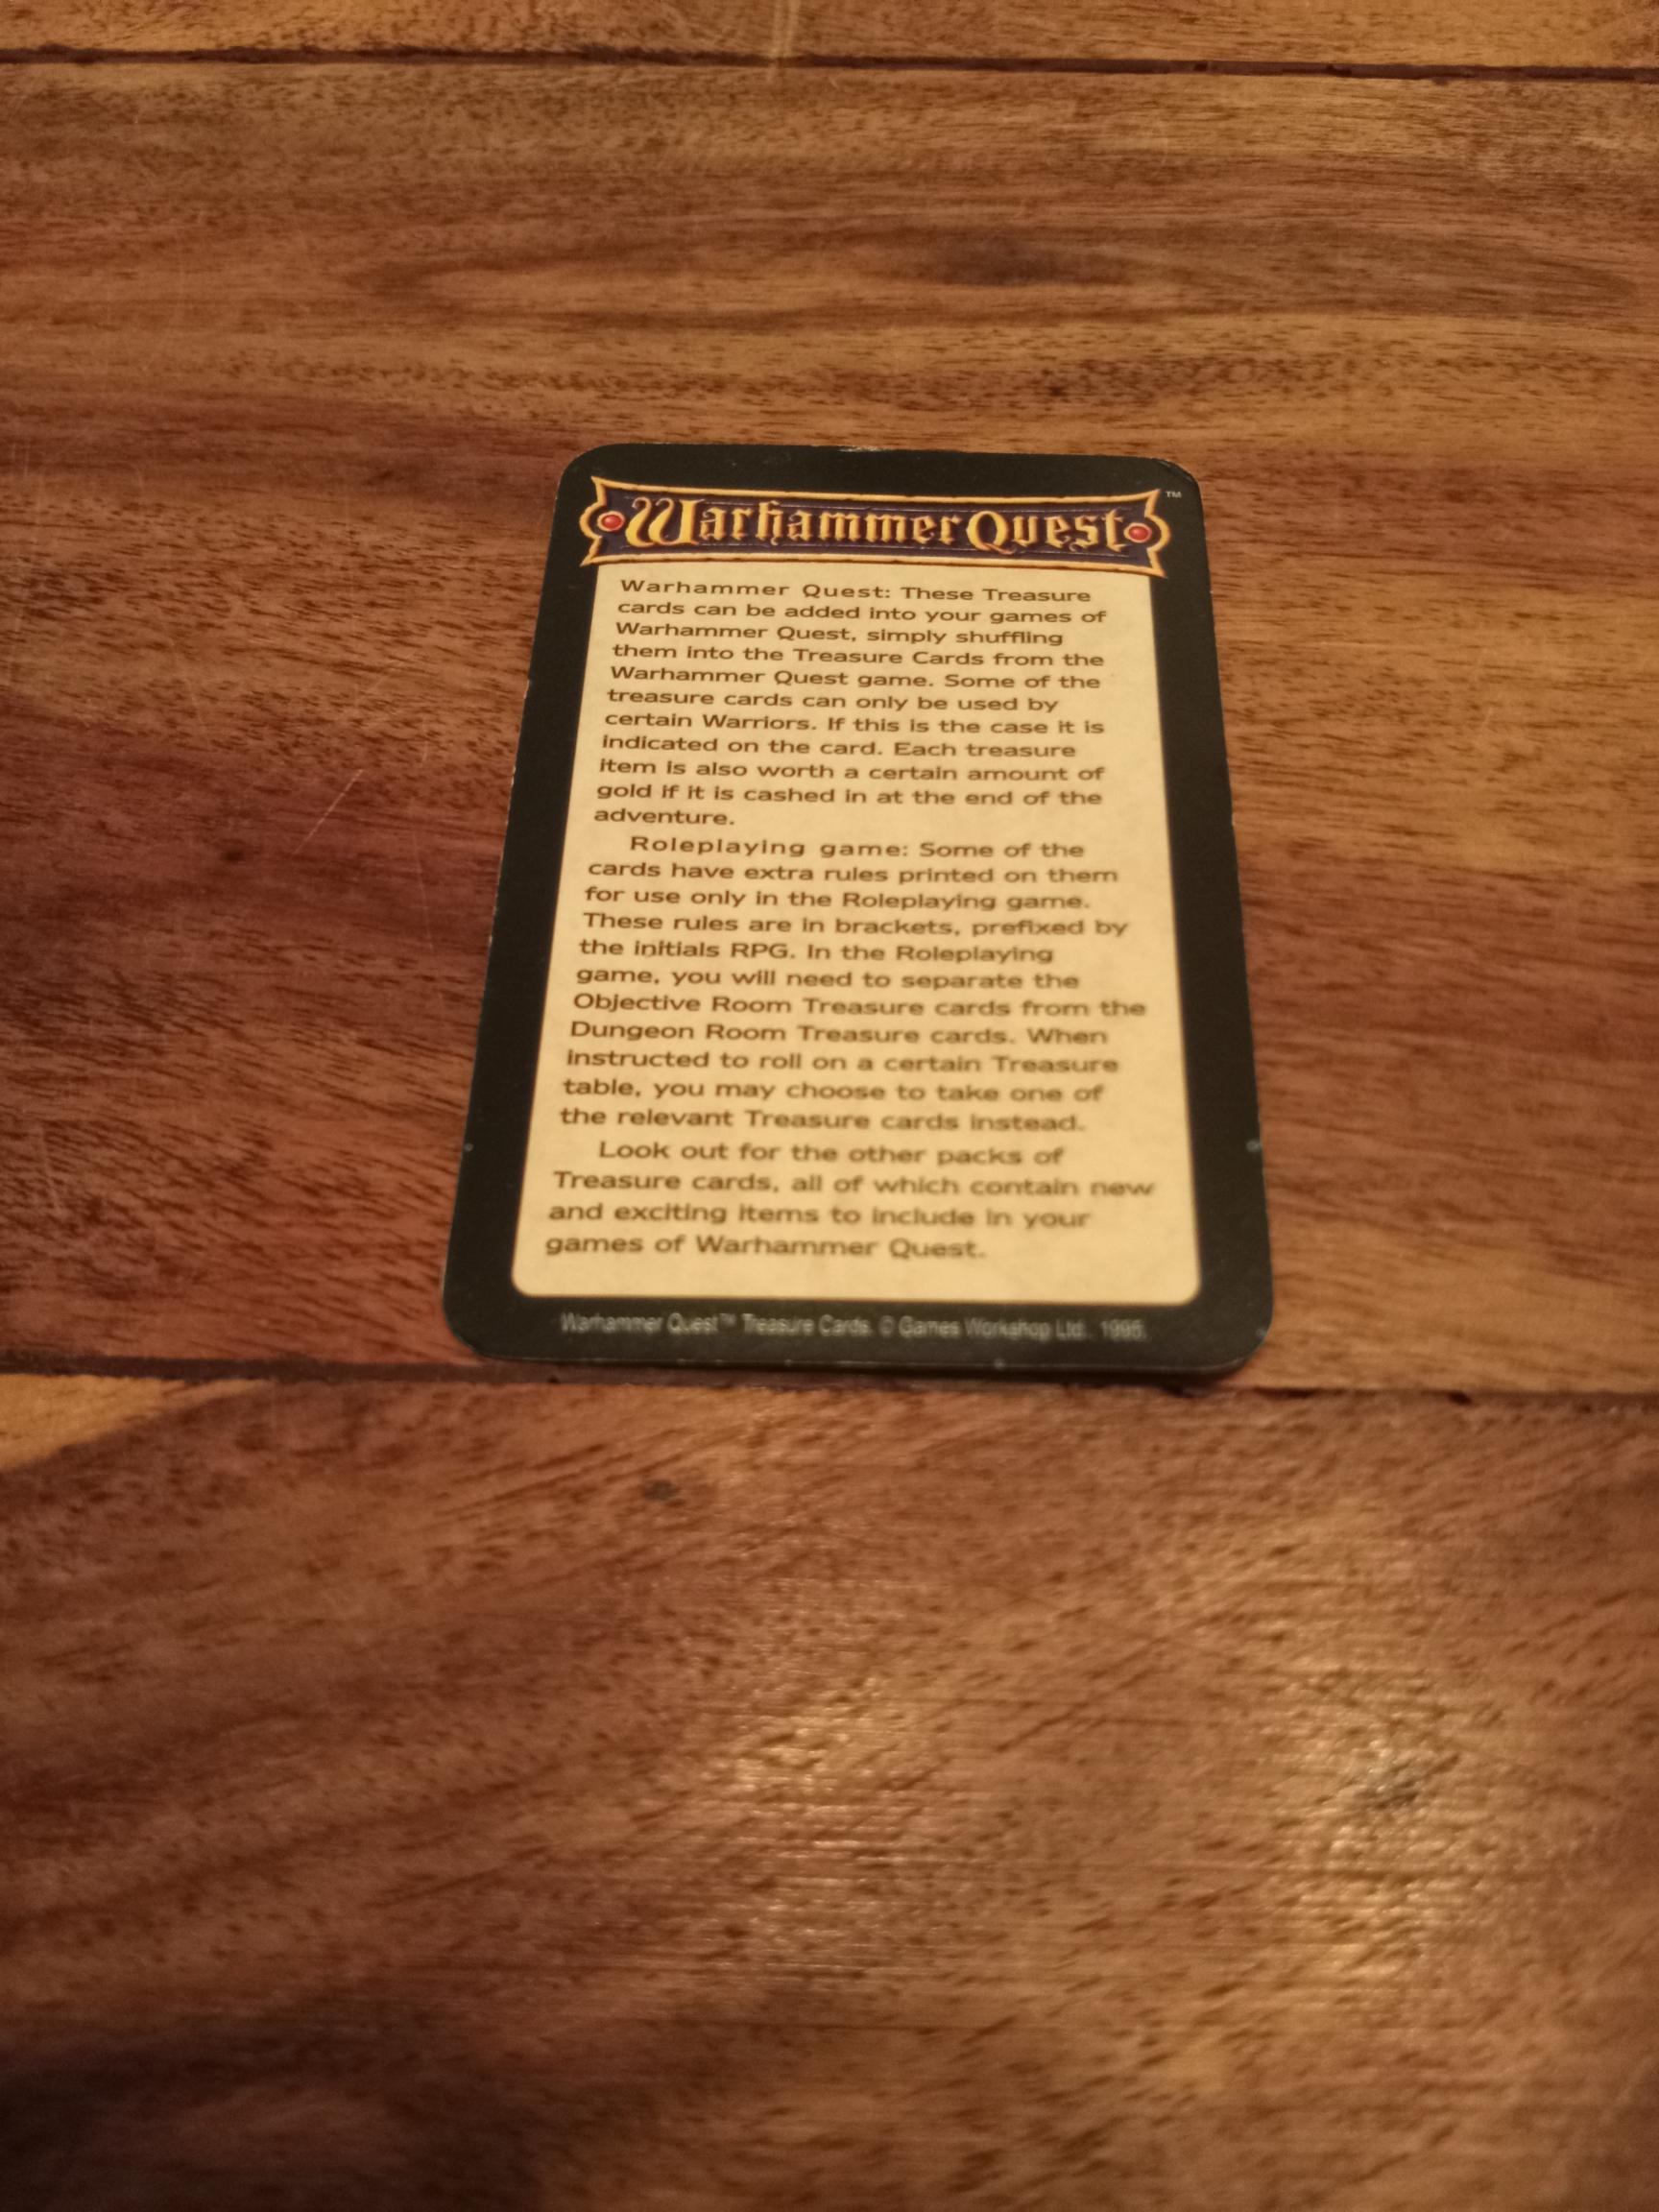 Warhammer Quest ™
Warhammer Quest: These Treasure
cards can be added into your games of
Warhammer Quest, simply shuffling
them into the Treasure Cards from the
Warhammer Quest game. Some of the
treasure cards can only be used by
certain Warriors. If this is the case it is
indicated on the card. Each treasure
item is also worth a certain amount of
gold if it is cashed in at the end of the
adventure.
Roleplaying game: Some of the
cards have extra rules printed on them
for use only in the Roleplaying game.
These rules are in brackets, prefixed by
the initials RPG. In the Roleplaying
game, you will need to separate the
Objective Room Treasure cards from the
Dungeon Room Treasure cards. When
instructed to roll on a certain Treasure
table, you may choose to take one of
the relevant Treasure cards instead.
Look out for the other packs of
Treasure cards, all of which contain new
and exciting items to include in your
games of Warhammer Quest.
Warhammer Quest™ Treasure Cards. © Games Workshop Ltd., 1995.